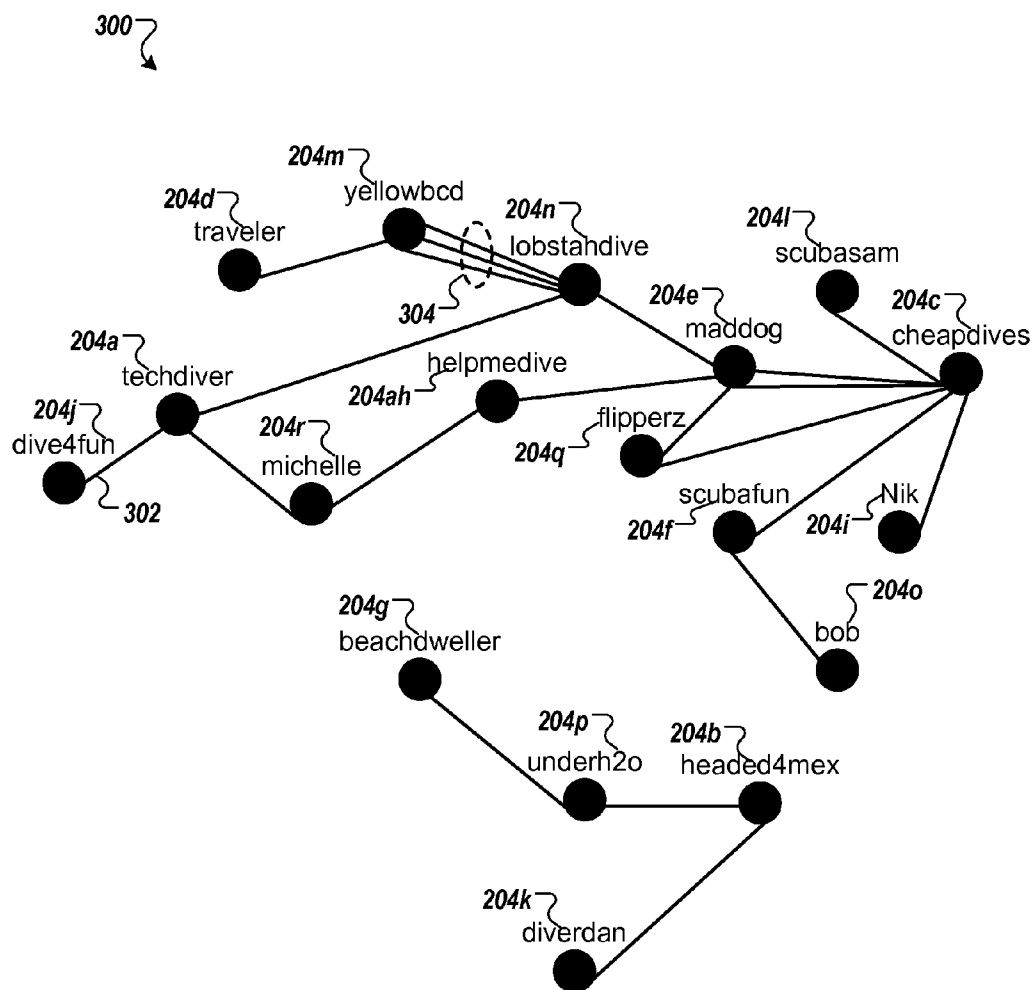 300
204m
yellowbcd
204d
traveler
204n
lobstahdive
204l
scubasam
304
204e
maddog
204c
cheapdives
204a
techdiver
helpmedive
204ah
204j
dive4fun
204r
michelle
flipperz
204q
302
scubafun
204f
Nik
204i
204o
bob
204g
beachdweller
204p
underh2o
204b
headed4mex
204k
diverdan